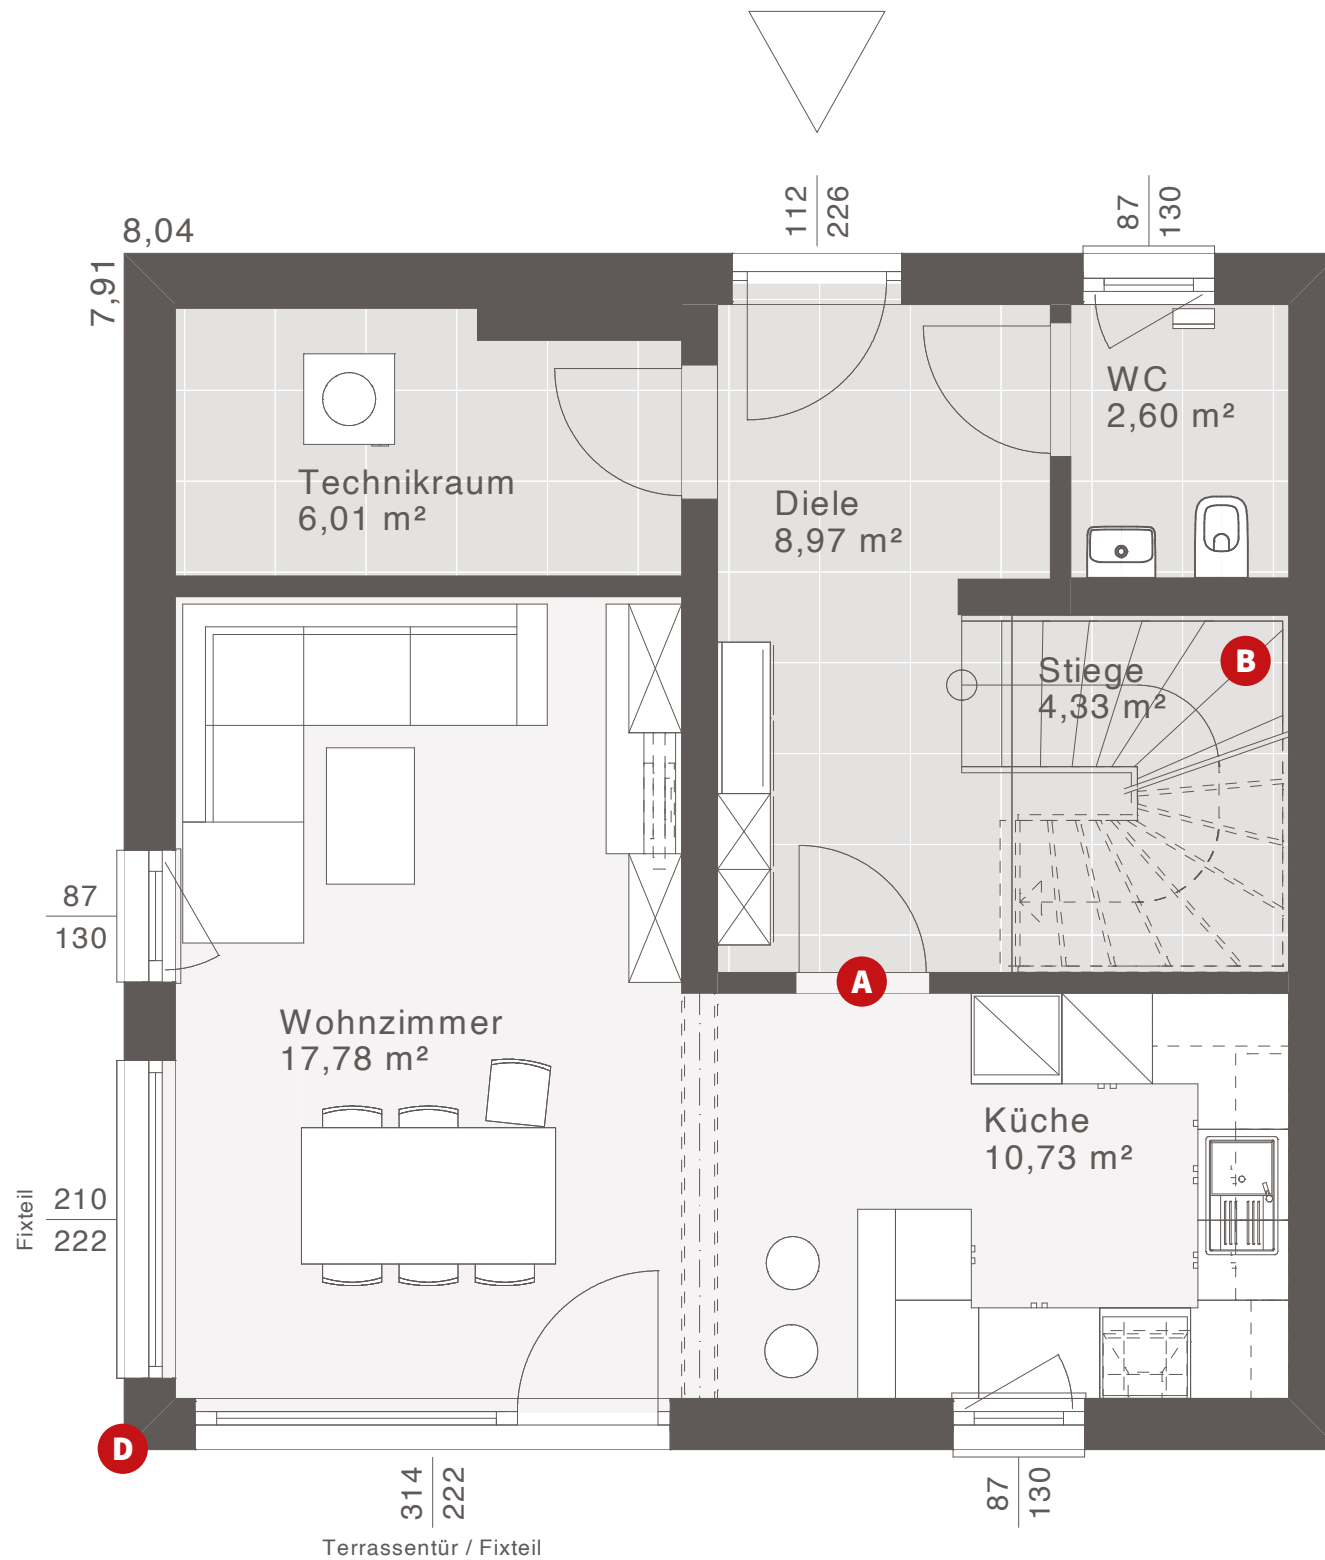 112
226
87
130
8,04
7,91
WC
2,60 m²
Technikraum
6,01 m²
Diele
8,97 m²
B
Stiege
4,33 m²
87
130
A
Wohnzimmer
17,78 m²
Küche
10,73 m²
Fixteil
210
222
D
314
222
87
130
Terrassentür / Fixteil